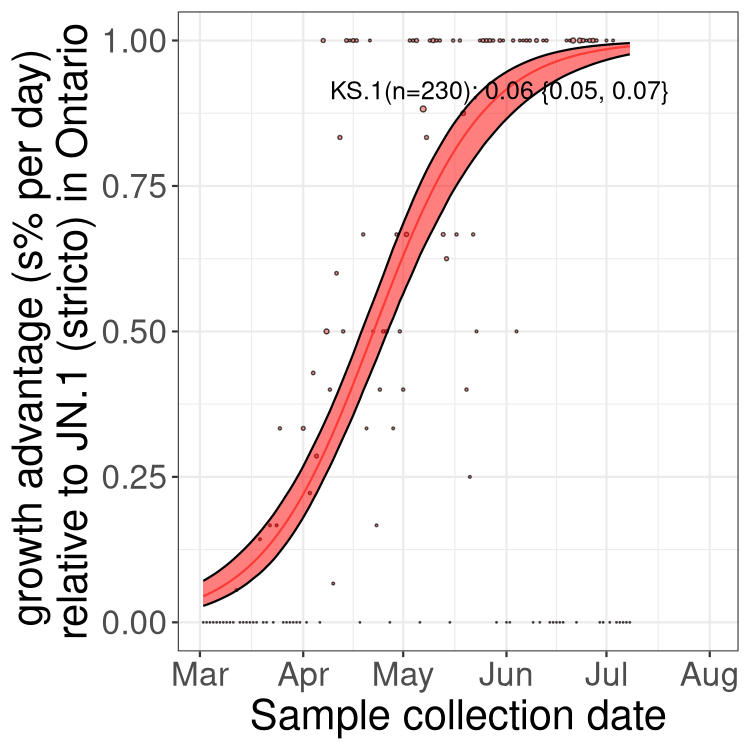 growth advantage (s% per day)
relative to JN.1 (stricto) in Ontario
1.00
0.75
0.50
0.25
0.00
KS.1(n=230): 0.06 {0.05, 0.07}
Mar Apr May Jun Jul Aug
Sample collection date